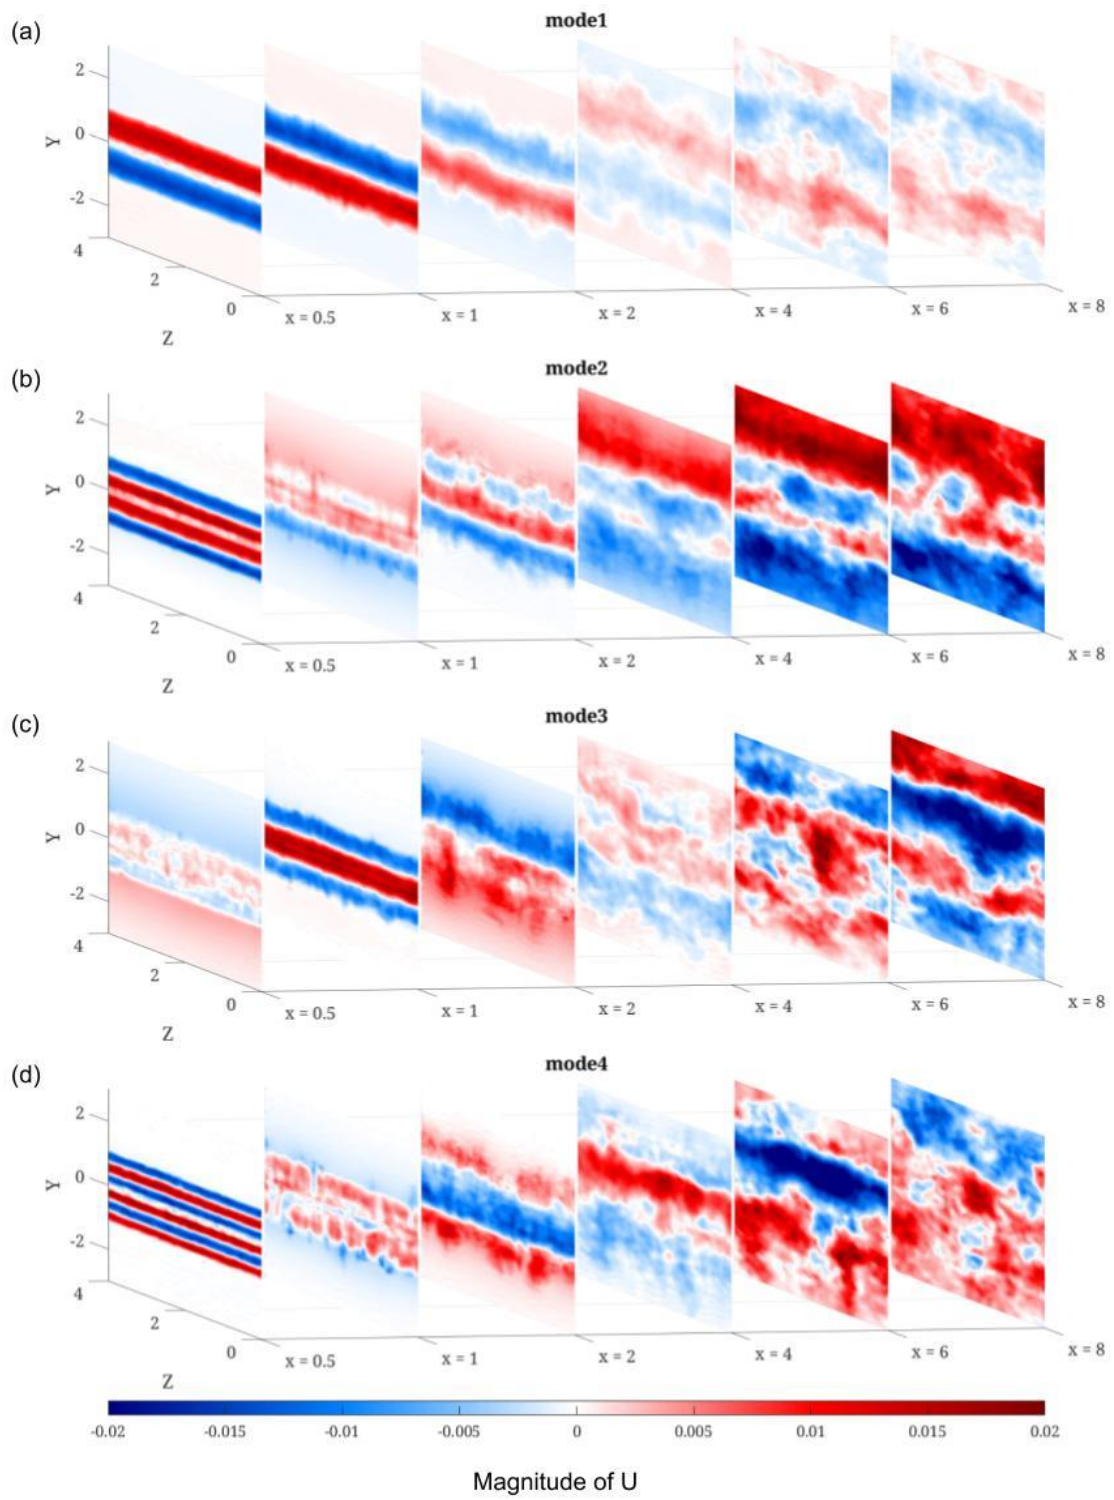 (a)
mode1
2
0
-2
Y
4
2
0
Z
x = 0.5
x = 1
x = 2
x = 4
x = 6
x = 8
(b)
mode2
2
0
-2
Y
4
2
0
Z
x = 0.5
x = 1
x = 2
x = 4
x = 6
x = 8
(c)
mode3
2
0
-2
Y
4
2
0
Z
x = 0.5
x = 1
x = 2
x = 4
x = 6
x = 8
(d)
mode4
2
0
-2
Y
4
2
0
Z
x = 0.5
x = 1
x = 2
x = 4
x = 6
x = 8
-0.02 -0.015 -0.01 -0.005 0 0.005 0.01 0.015 0.02
Magnitude of U